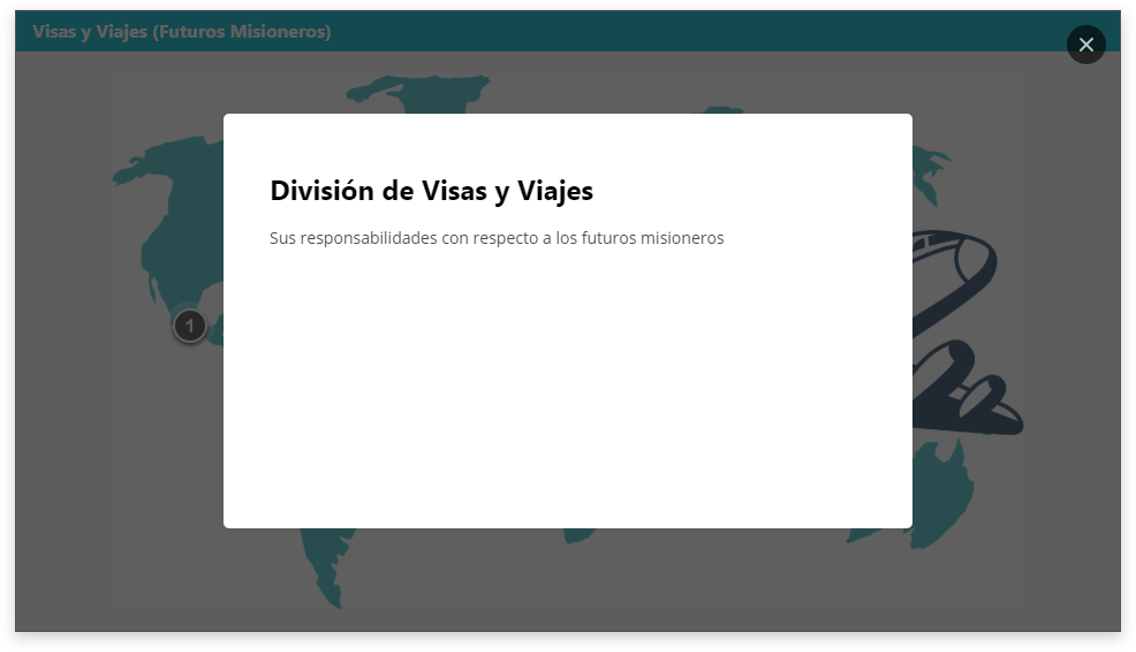 Visas y Viajes (Futuros Misioneros)
División de Visas y Viajes
Sus responsabilidades con respecto a los futuros misioneros
1